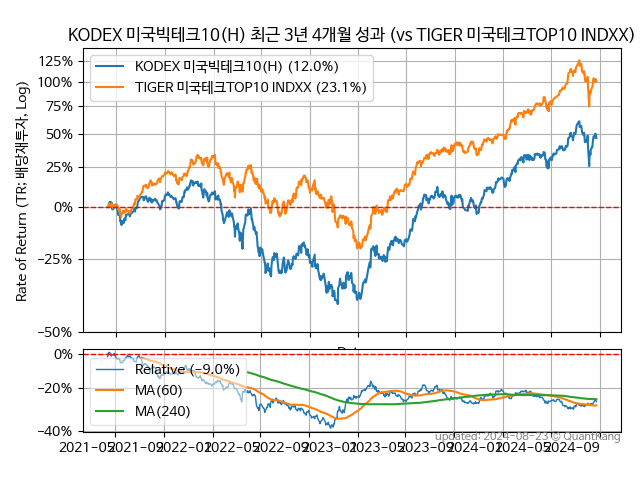 KODEX 미국빅테크10(H) 최근 3년 4개월 성과 (vs TIGER 미국테크TOP10 INDXX)
Rate of Return (TR: 배당재투자, Log)
125%
100%
75%
50%
25%
0%
−25%
−50%
KODEX 미국빅테크10(H) (12.0%)
TIGER 미국테크TOP10 INDXX (23.1%)
0%
−20%
−40%
Relative (−9.0%)
MA(60)
MA(240)
updated: 2024-08-23 © QuantKang
2021-05
2021-09
2022-01
2022-05
2022-09
2023-01
2023-05
2023-09
2024-01
2024-05
2024-09